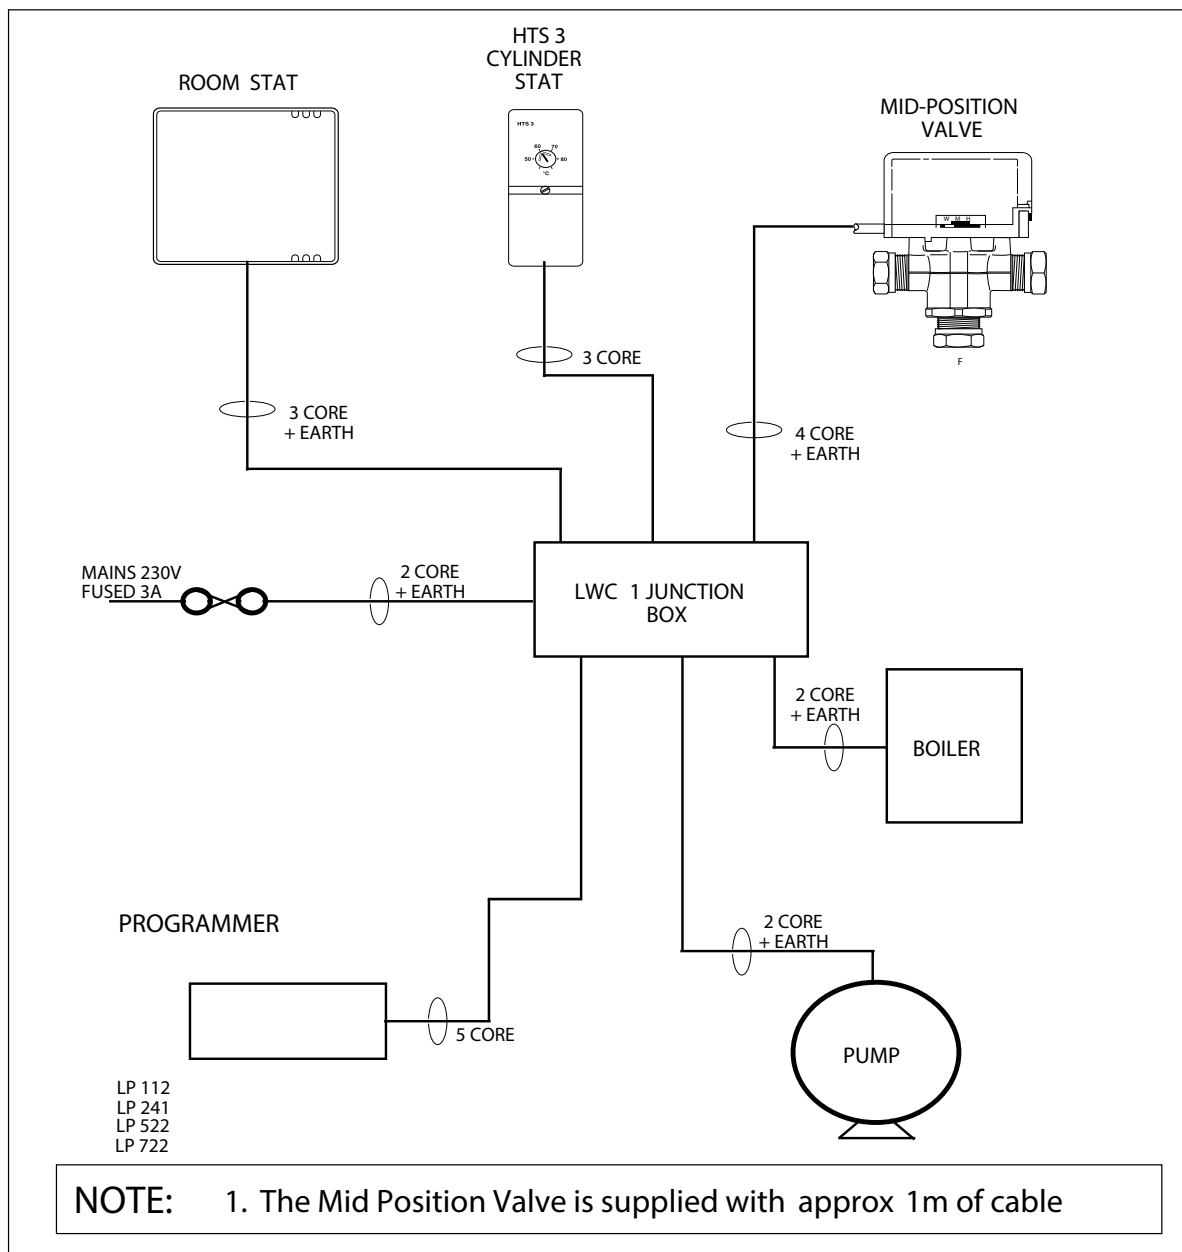 HTS 3
CYLINDER
STAT
ROOM STAT
MID-POSITION
VALVE
HTS 3
60 70
50 80
°C
W M H
F
3 CORE
3 CORE
+ EARTH
4 CORE
+ EARTH
MAINS 230V
FUSED 3A
2 CORE
+ EARTH
LWC 1 JUNCTION
BOX
2 CORE
+ EARTH
BOILER
PROGRAMMER
2 CORE
+ EARTH
5 CORE
PUMP
LP 112
LP 241
LP 522
LP 722
NOTE: 1. The Mid Position Valve is supplied with approx 1m of cable